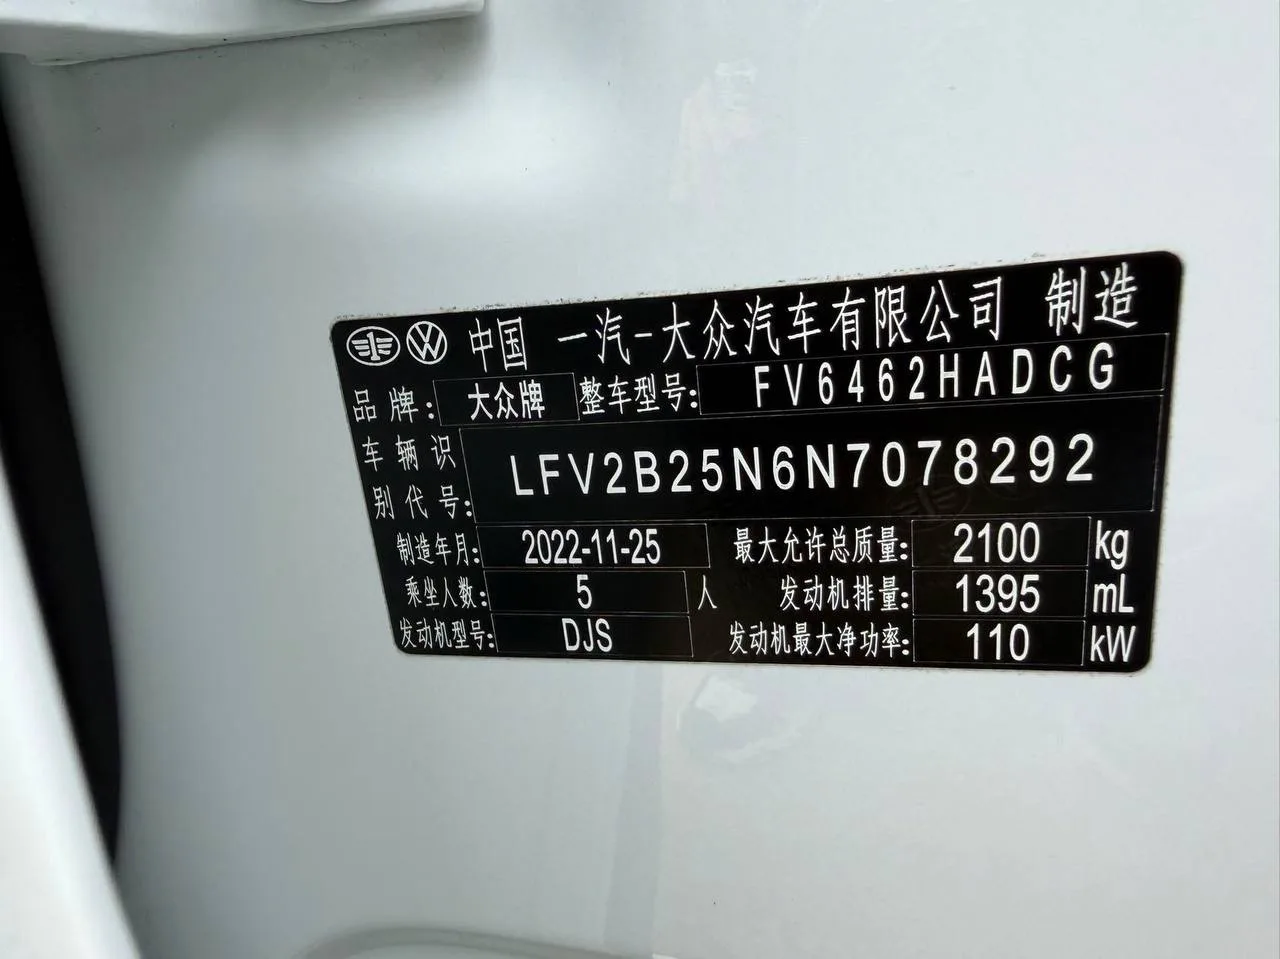 中国 一汽-大众汽车有限公司 制造
品牌: 大众牌 整车型号: FV6462HADCG
车辆识别代号: LFV2B25N6N7078292
制造年月: 2022-11-25 最大允许总质量: 2100 kg
乘坐人数: 5 人 发动机排量: 1395 mL
发动机型号: DJS 发动机最大净功率: 110 kW